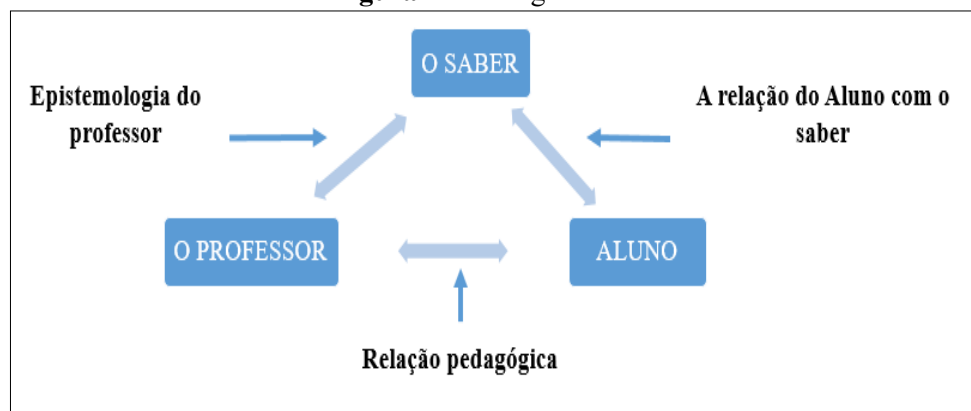 O SABER
Epistemologia do
professor
A relação do Aluno com o
saber
O PROFESSOR
ALUNO
Relação pedagógica